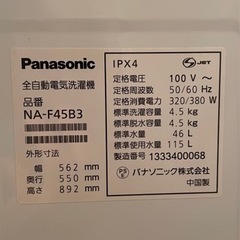 Panasonic
全自動電気洗濯機
品番
NA-F45B3
外形寸法
幅 562 mm
奥行 550 mm
高さ 892 mm
IPX4
JET
定格電圧 100 V ~
定格周波数 50/60 Hz
定格消費電力 320/380 W
標準洗濯容量 4.5 kg
標準脱水容量 4.5 kg
標準水量 46 L
標準使用水量 115 L
製造番号 1333400068
パナソニック株式会社
中国製